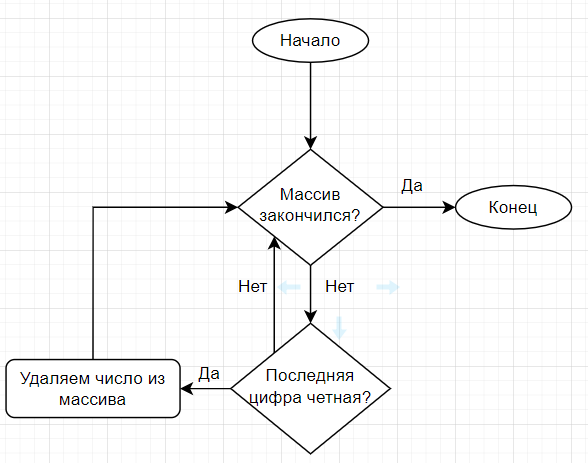 Начало
Массив
закончился?
Да
Конец
Нет
Нет
Последняя
цифра четная?
Да
Удаляем число из
массива